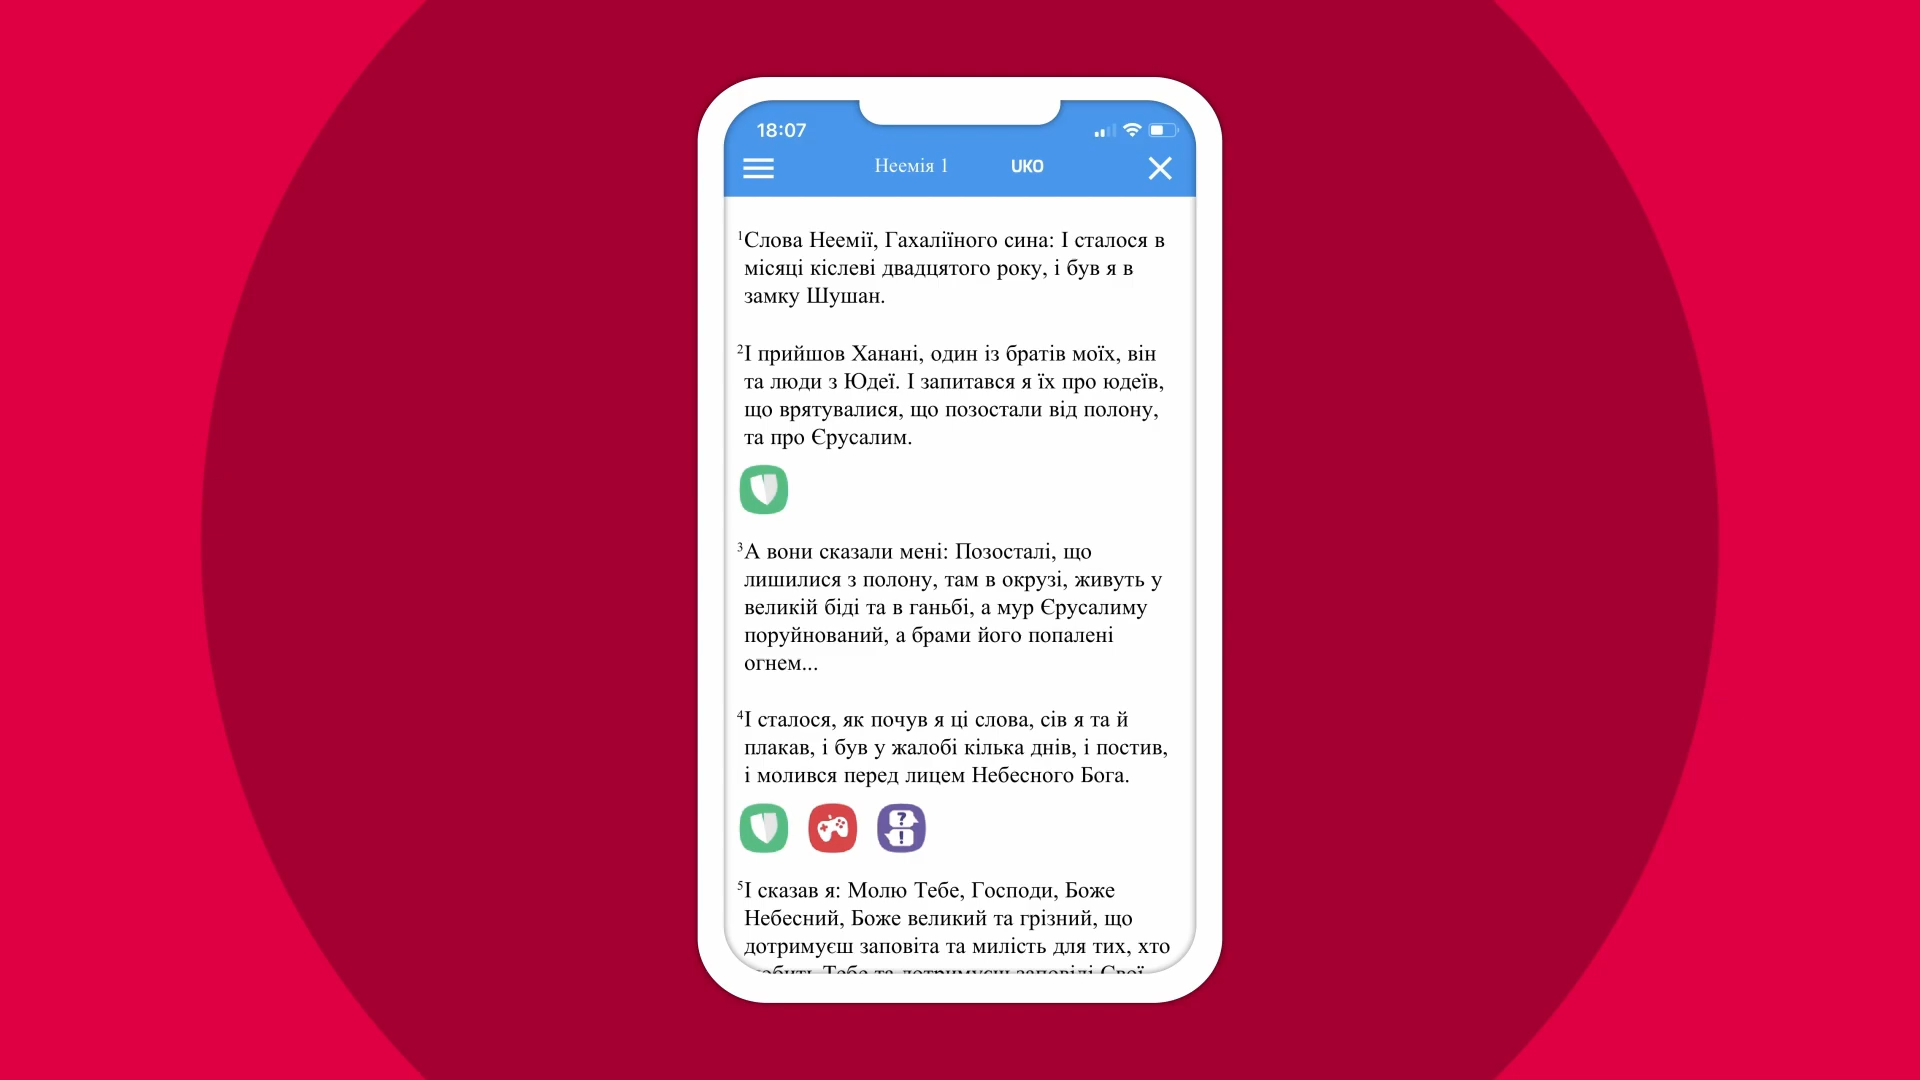 18:07
Неемія 1 UKO
1Слова Неемії, Гахаліїного сина: І сталося в
місяці кіслеві двадцятого року, і був я в
замку Шушан.
2І прийшов Ханані, один із братів моїх, він
та люди з Юдеї. І запитався я їх про юдеїв,
що врятувалися, що позостали від полону,
та про Єрусалим.
3А вони сказали мені: Позосталі, що
лишилися з полону, там в окрузі, живуть у
великій біді та в ганьбі, а мур Єрусалиму
поруйнований, а брами його попалені
огнем...
4І сталося, як почув я ці слова, сів я та й
плакав, і був у жалобі кілька днів, і постив,
і молився перед лицем Небесного Бога.
? !
5І сказав я: Молю Тебе, Господи, Боже
Небесний, Боже великий та грізний, що
дотримуєш заповіта та милість для тих, хто
Тебе та дотримуєш заповіді Свої